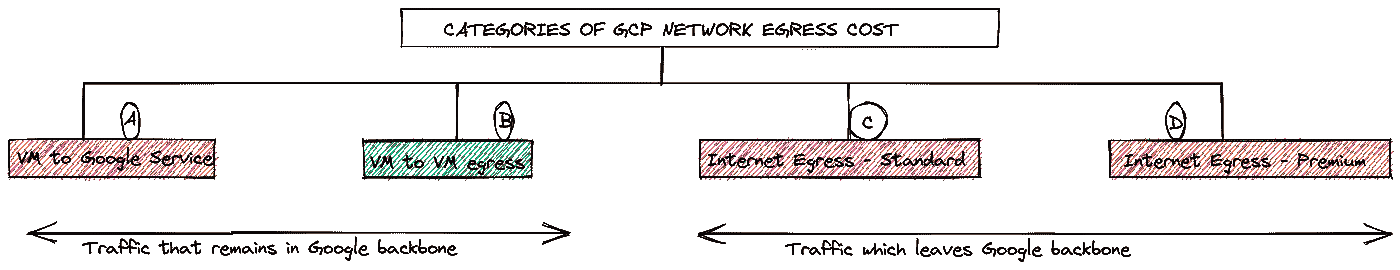 CATEGORIES OF GCP NETWORK EGRESS COST
A
B
C
D
VM to Google Service
VM to VM egress
Internet Egress - Standard
Internet Egress - Premium
Traffic that remains in Google backbone
Traffic which leaves Google backbone